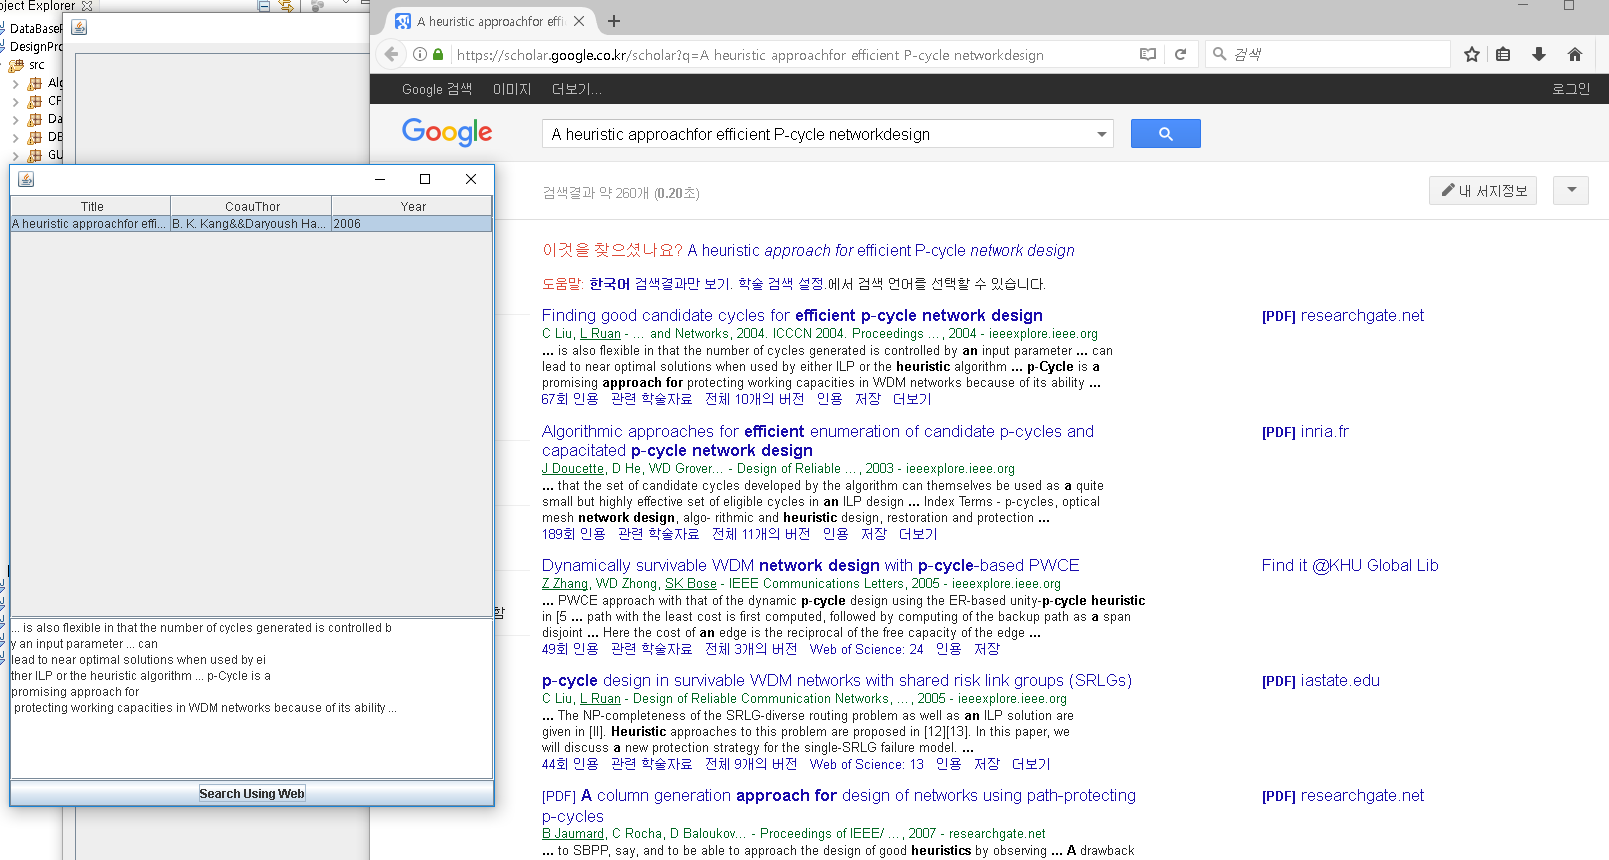 oject Explorer
DataBaseP
DesignPro
src
Alg
CF
Da
DB
GU
Title CoauThor Year
A heuristic approachfor effi... B. K. Kang&&Daryoush Ha... 2006
함
... is also flexible in that the number of cycles generated is controlled b
y an input parameter ... can
lead to near optimal solutions when used by ei
ther ILP or the heuristic algorithm ... p-Cycle is a
promising approach for
protecting working capacities in WDM networks because of its ability ...
Search Using Web
A heuristic approachfor effi
https://scholar.google.co.kr/scholar?q=A heuristic approachfor efficient P-cycle networkdesign
검색
Google 검색 이미지 더보기... 로그인
Google
A heuristic approachfor efficient P-cycle networkdesign
검색결과 약 260개 (0.20초)
내 서지정보
이것을 찾으셨나요? A heuristic approach for efficient P-cycle network design
도움말: 한국어 검색결과만 보기. 학술 검색 설정.에서 검색 언어를 선택할 수 있습니다.
Finding good candidate cycles for efficient p-cycle network design
[PDF] researchgate.net
C Liu, L Ruan - ... and Networks, 2004. ICCCN 2004. Proceedings ..., 2004 - ieeexplore.ieee.org
... is also flexible in that the number of cycles generated is controlled by an input parameter ... can
lead to near optimal solutions when used by either ILP or the heuristic algorithm ... p-Cycle is a
promising approach for protecting working capacities in WDM networks because of its ability ...
67회 인용 관련 학술자료 전체 10개의 버전 인용 저장 더보기
Algorithmic approaches for efficient enumeration of candidate p-cycles and
[PDF] inria.fr
capacitated p-cycle network design
J Doucette, D He, WD Grover... - Design of Reliable ..., 2003 - ieeexplore.ieee.org
... that the set of candidate cycles developed by the algorithm can themselves be used as a quite
small but highly effective set of eligible cycles in an ILP design ... Index Terms - p-cycles, optical
mesh network design, algo- rithmic and heuristic design, restoration and protection ...
189회 인용 관련 학술자료 전체 11개의 버전 인용 저장 더보기
Dynamically survivable WDM network design with p-cycle-based PWCE
Find it @KHU Global Lib
Z Zhang, WD Zhong, SK Bose - IEEE Communications Letters, 2005 - ieeexplore.ieee.org
... PWCE approach with that of the dynamic p-cycle design using the ER-based unity-p-cycle heuristic
in [5 ... path with the least cost is first computed, followed by computing of the backup path as a span
disjoint ... Here the cost of an edge is the reciprocal of the free capacity of the edge ...
49회 인용 관련 학술자료 전체 3개의 버전 Web of Science: 24 인용 저장
p-cycle design in survivable WDM networks with shared risk link groups (SRLGs)
[PDF] iastate.edu
C Liu, L Ruan - Design of Reliable Communication Networks, ..., 2005 - ieeexplore.ieee.org
... The NP-completeness of the SRLG-diverse routing problem as well as an ILP solution are
given in [II]. Heuristic approaches to this problem are proposed in [12][13]. In this paper, we
will discuss a new protection strategy for the single-SRLG failure model. ...
44회 인용 관련 학술자료 전체 9개의 버전 Web of Science: 13 인용 저장 더보기
[PDF] A column generation approach for design of networks using path-protecting
[PDF] researchgate.net
p-cycles
B Jaumard, C Rocha, D Baloukov... - Proceedings of IEEE/ ..., 2007 - researchgate.net
... to SBPP, say, and to be able to approach the design of good heuristics by observing ... A drawback